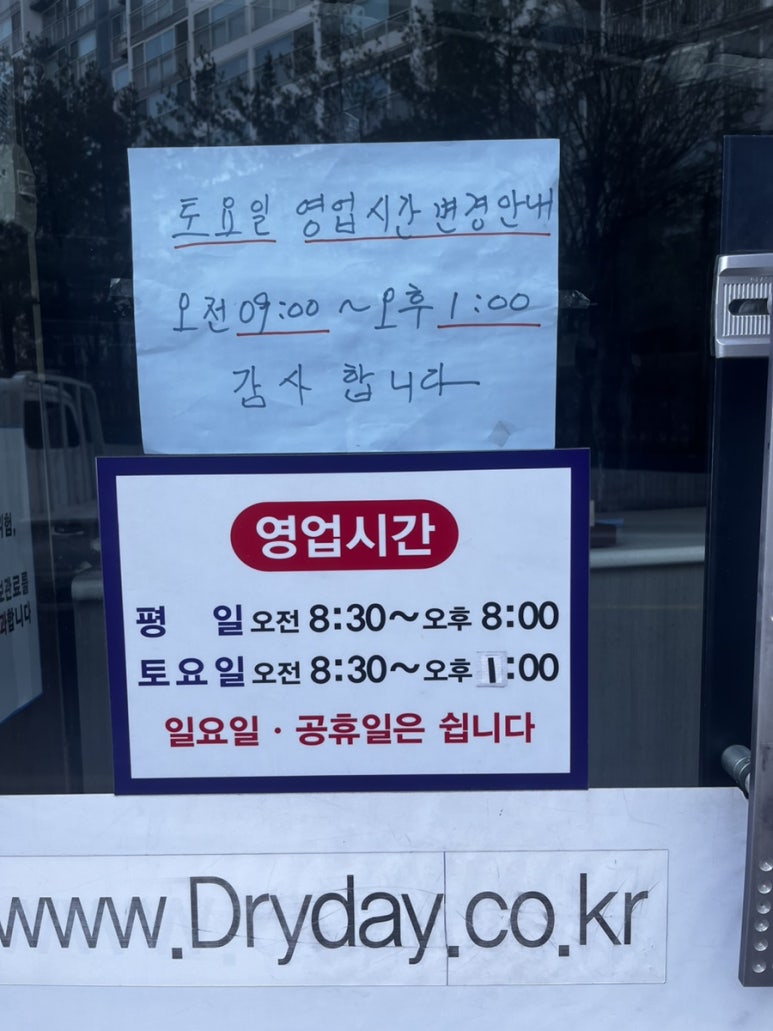 토요일 영업시간 변경안내
오전 09:00 ~ 오후 1:00
감사합니다
영업시간
평 일 오전 8:30~오후 8:00
토요일 오전 8:30~오후 1:00
일요일 · 공휴일은 쉽니다
www.Dryday.co.kr